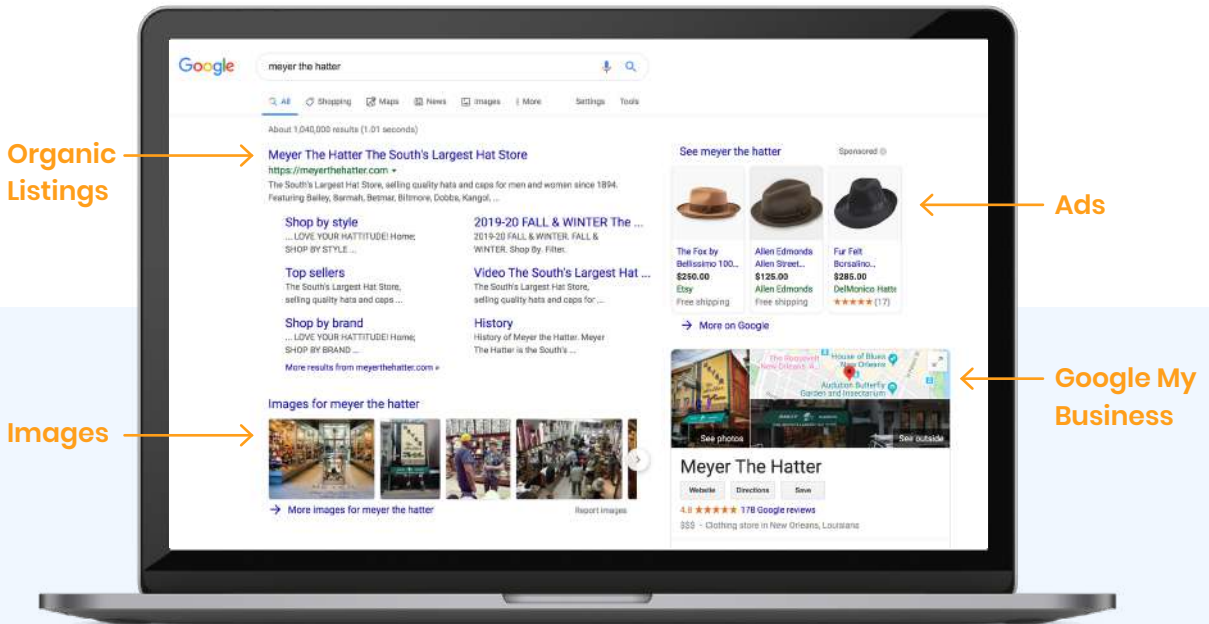 Google
meyer the hatter
All Shopping Maps News Images More Settings Tools
About 1,040,000 results (1.01 seconds)
Organic
Listings
Meyer The Hatter The South's Largest Hat Store
https://meyerthehatter.com
The South's Largest Hat Store, selling quality hats and caps for men and women since 1894.
Featuring Bailey, Barmah, Betmar, Biltmore, Dobbs, Kangol, ...
Shop by style
... LOVE YOUR HATTITUDE! Home;
SHOP BY STYLE ...
2019-20 FALL & WINTER The ...
2019-20 FALL & WINTER. FALL &
WINTER. Shop By. Filter.
Top sellers
The South's Largest Hat Store,
selling quality hats and caps ...
Video The South's Largest Hat ...
The South's Largest Hat Store,
selling quality hats and caps for ...
Shop by brand
... LOVE YOUR HATTITUDE! Home;
SHOP BY BRAND ...
History
History of Meyer the Hatter. Meyer
The Hatter is the South's ...
More results from meyerthehatter.com »
Images
Images for meyer the hatter
→ More images for meyer the hatter
Report images
See meyer the hatter
Sponsored
Ads
The Fox by
Bellissimo 100...
$250.00
Etsy
Free shipping
Allen Edmonds
Allen Street...
$125.00
Allen Edmonds
Free shipping
Fur Felt
Borsalino...
$285.00
DelMonico Hatte
★★★★★ (17)
→ More on Google
Google My
Business
The Roosevelt
New Orleans, A...
House of Blues
New Orleans
Audubon Butterfly
Garden and Insectarium
See photos
See outside
Meyer The Hatter
Website Directions Save
4.8 ★★★★★ 178 Google reviews
$$$ - Clothing store in New Orleans, Louisiana